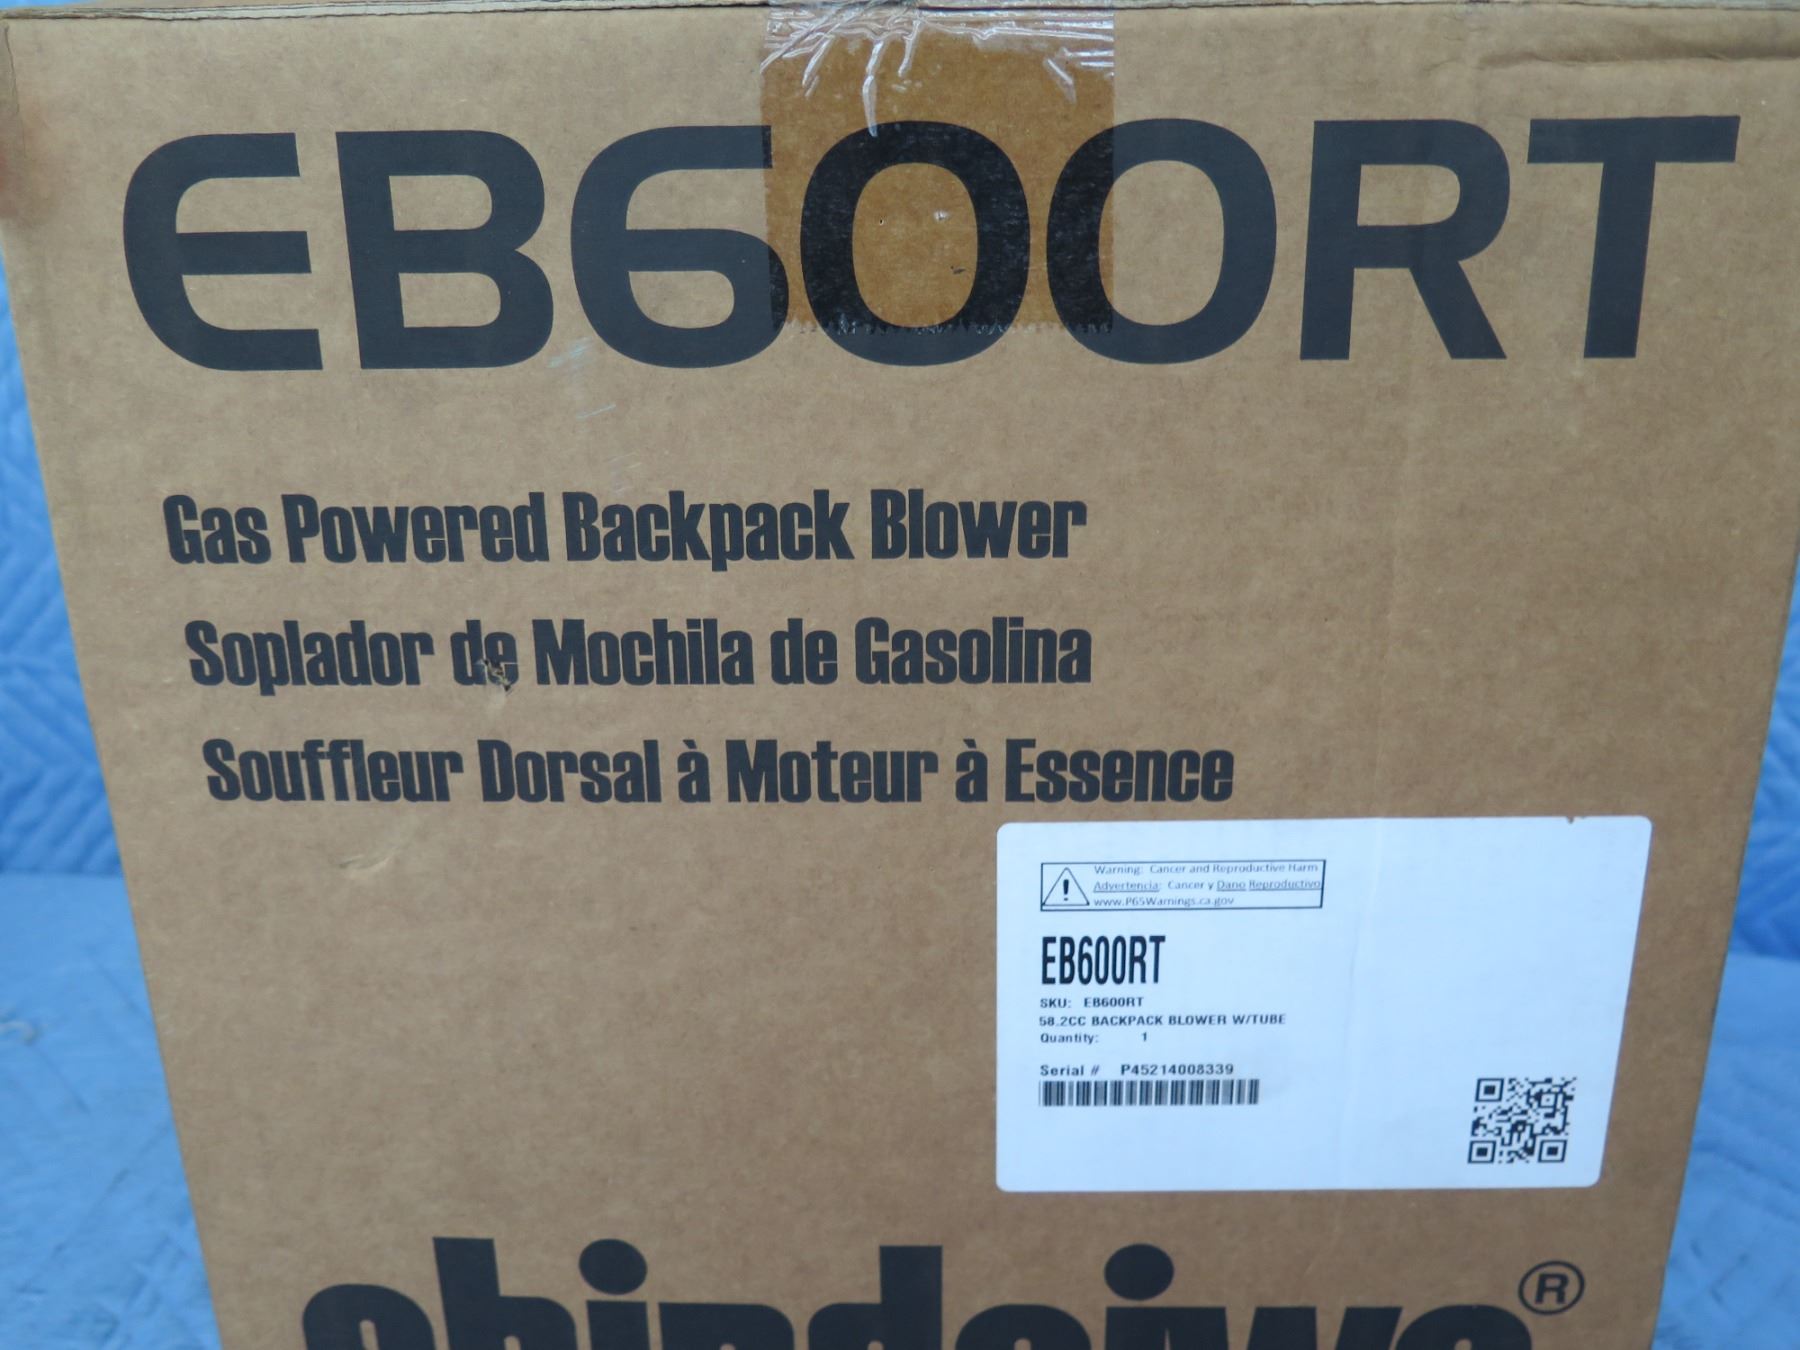 EB600RT
Gas Powered Backpack Blower
Soplador de Mochila de Gasolina
Souffleur Dorsal à Moteur à Essence
Warning: Cancer and Reproductive Harm
Advertencia: Cancer y Dano Reproductivo
www.P65Warnings.ca.gov
EB600RT
SKU: EB600RT
58.2CC BACKPACK BLOWER W/TUBE
Quantity: 1
Serial # P45214008339
shindaiwa®